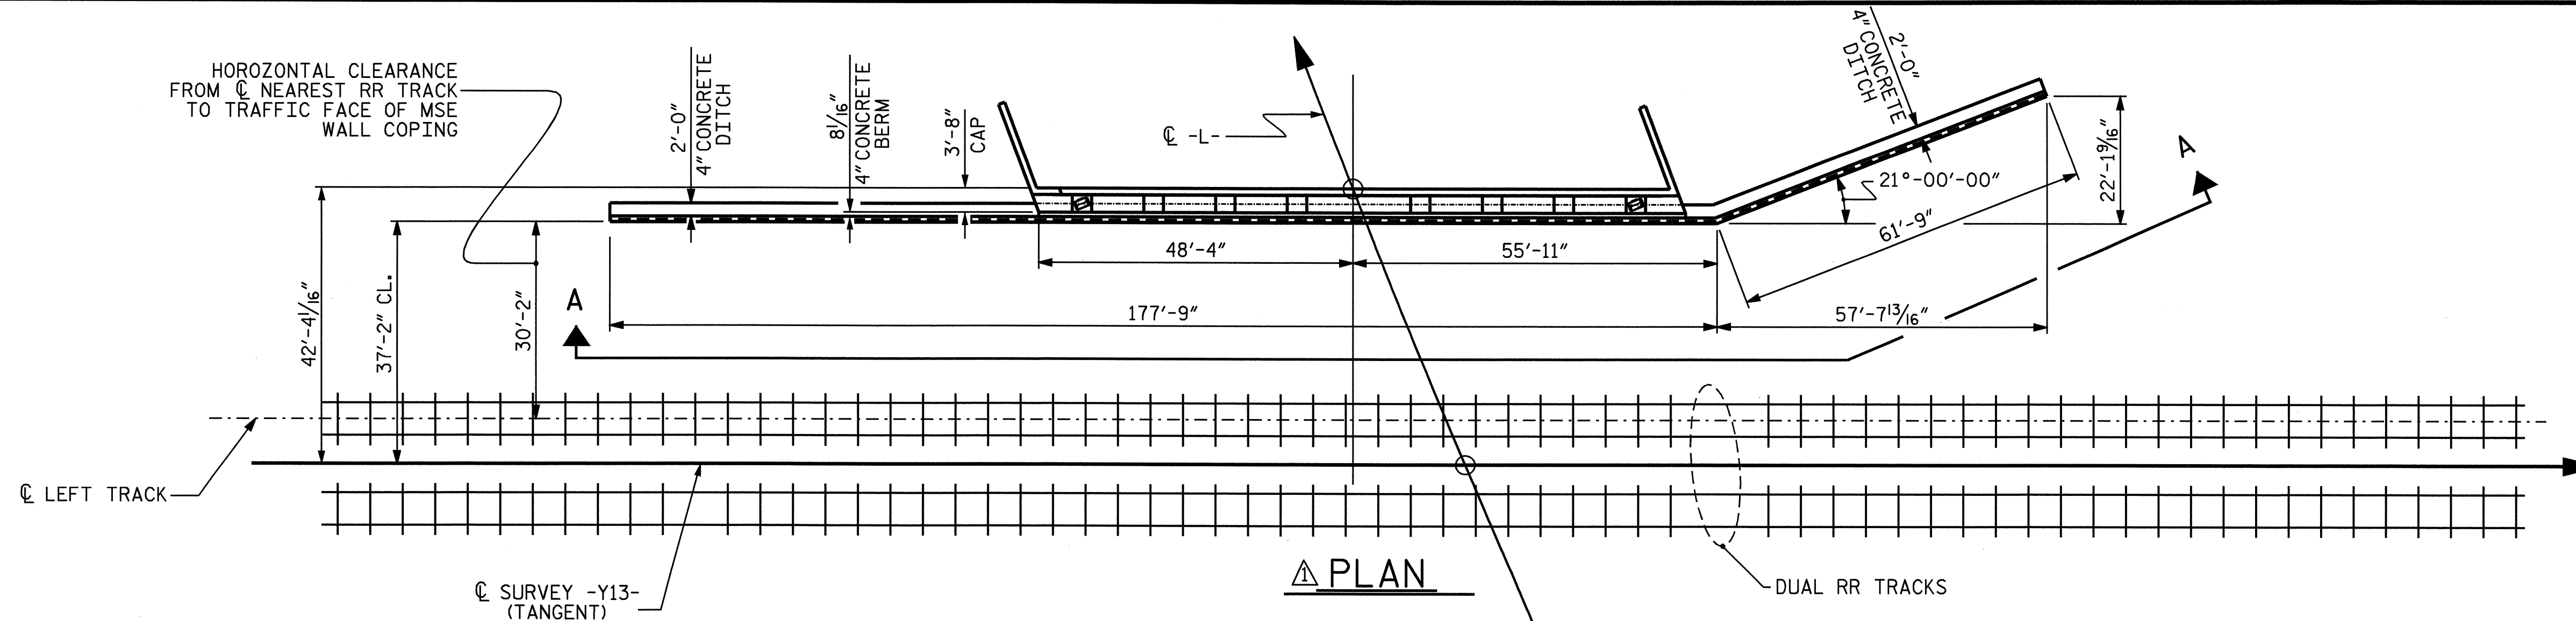 HOROZONTAL CLEARANCE
FROM ℄ NEAREST RR TRACK
TO TRAFFIC FACE OF MSE
WALL COPING
2'-0"
4" CONCRETE
DITCH
8 1/16"
4" CONCRETE
BERM
3'-8"
CAP
℄ -L-
2'-0"
4" CONCRETE
DITCH
21°-00'-00"
22'-1 9/16"
A
61'-9"
48'-4"
55'-11"
42'-4 1/16"
37'-2" CL.
30'-2"
A
177'-9"
57'-7 13/16"
℄ LEFT TRACK
℄ SURVEY -Y13-
(TANGENT)
1 PLAN
DUAL RR TRACKS